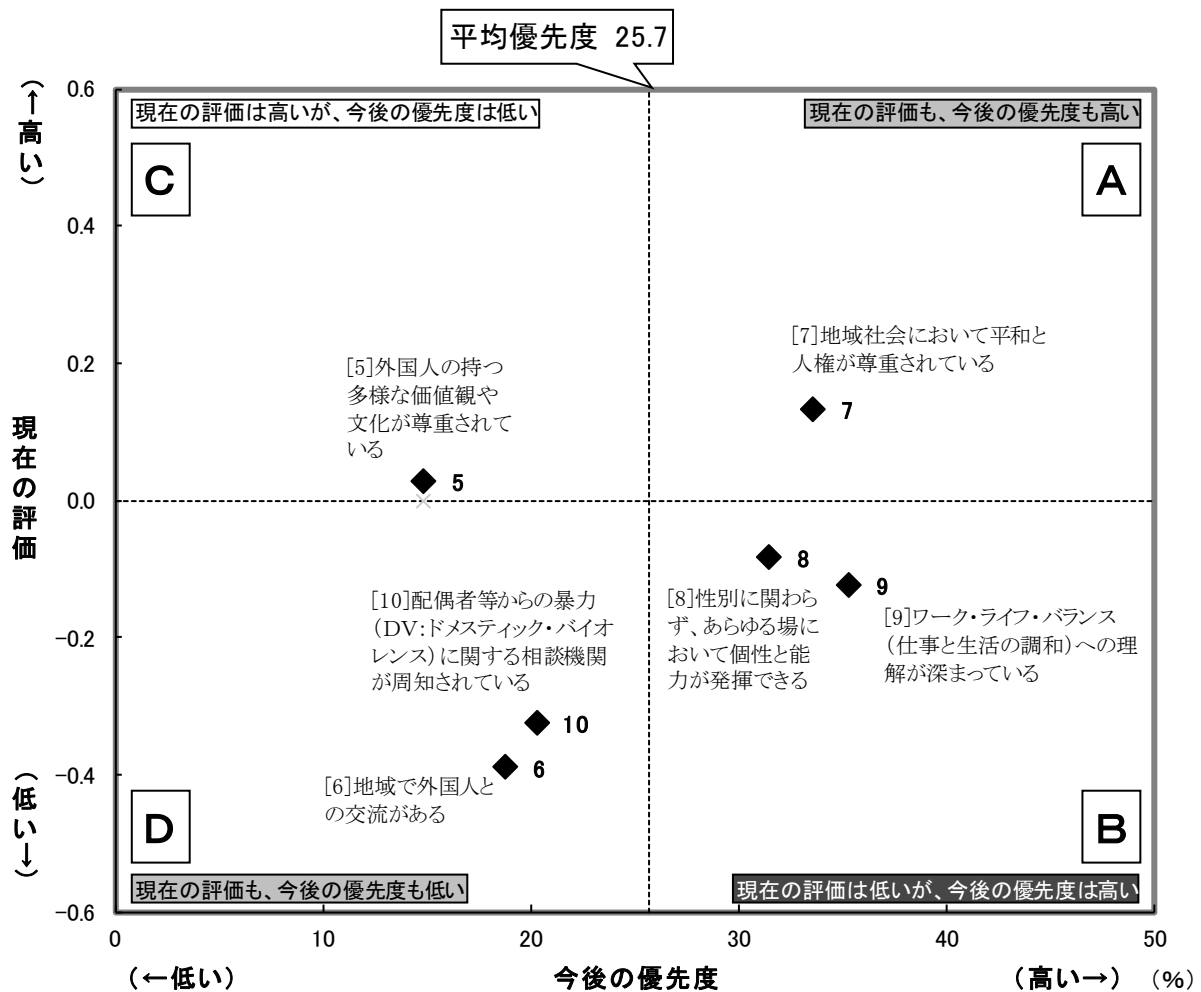 平均優先度 25.7
(←高い)
0.6
現在の評価は高いが、今後の優先度は低い
現在の評価も、今後の優先度も高い
C
A
0.4
[7]地域社会において平和と
人権が尊重されている
0.2
[5]外国人の持つ
多様な価値観や
文化が尊重されて
いる
7
現在の評価
5
0.0
8
9
[10]配偶者等からの暴力
(DV:ドメスティック・バイオ
レンス)に関する相談機関
が周知されている
[8]性別に関わら
ず、あらゆる場に
おいて個性と能
力が発揮できる
[9]ワーク・ライフ・バランス
(仕事と生活の調和)への理
解が深まっている
−0.2
10
6
−0.4
[6]地域で外国人と
の交流がある
(低い→)
D
B
現在の評価も、今後の優先度も低い
現在の評価は低いが、今後の優先度は高い
−0.6
0 10 20 30 40 50
(←低い) 今後の優先度 (高い→) (%)